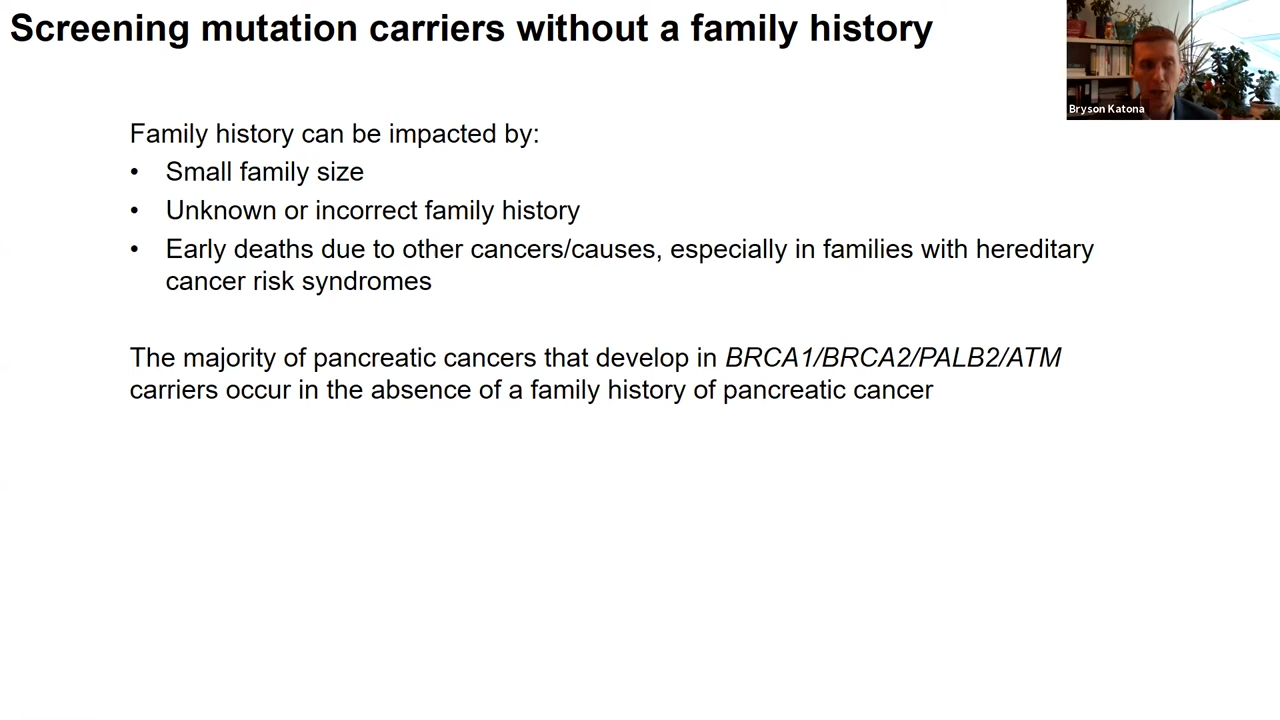 Screening mutation carriers without a family history
Bryson Katona
Family history can be impacted by:
• Small family size
• Unknown or incorrect family history
• Early deaths due to other cancers/causes, especially in families with hereditary
cancer risk syndromes
The majority of pancreatic cancers that develop in BRCA1/BRCA2/PALB2/ATM
carriers occur in the absence of a family history of pancreatic cancer